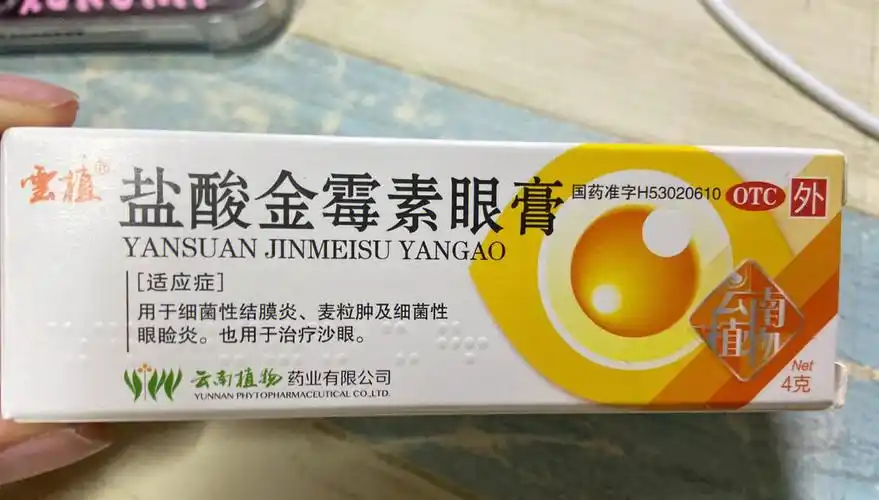 雲植
盐酸金霉素眼膏
国药准字H53020610
OTC
外
YANSUAN JINMEISU YANGAO
[适应症]
用于细菌性结膜炎、麦粒肿及细菌性
眼睑炎。也用于治疗沙眼。
云南植物药业有限公司
YUNNAN PHYTOPHARMACEUTICAL CO.,LTD.
云南
植物
Net
4克